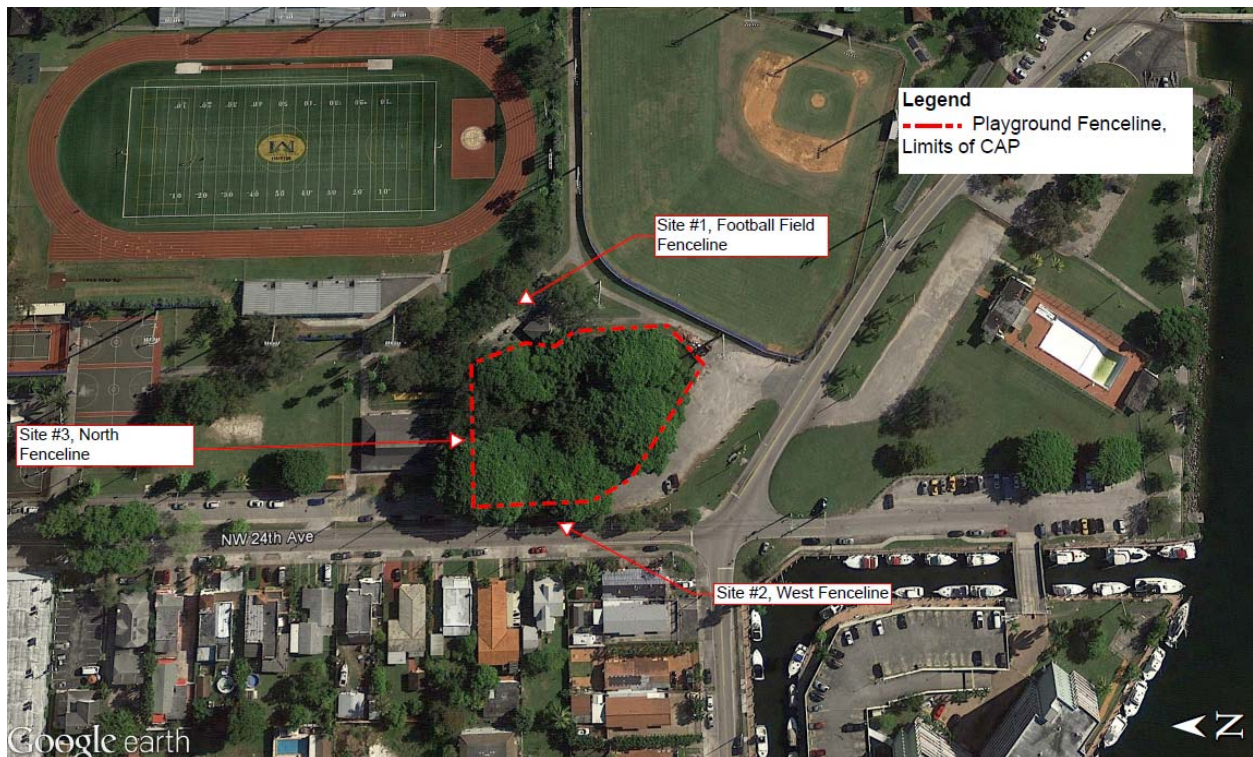 Legend
Playground Fenceline,
Limits of CAP
Site #1, Football Field
Fenceline
Site #3, North
Fenceline
NW 24th Ave
Site #2, West Fenceline
Google earth
N